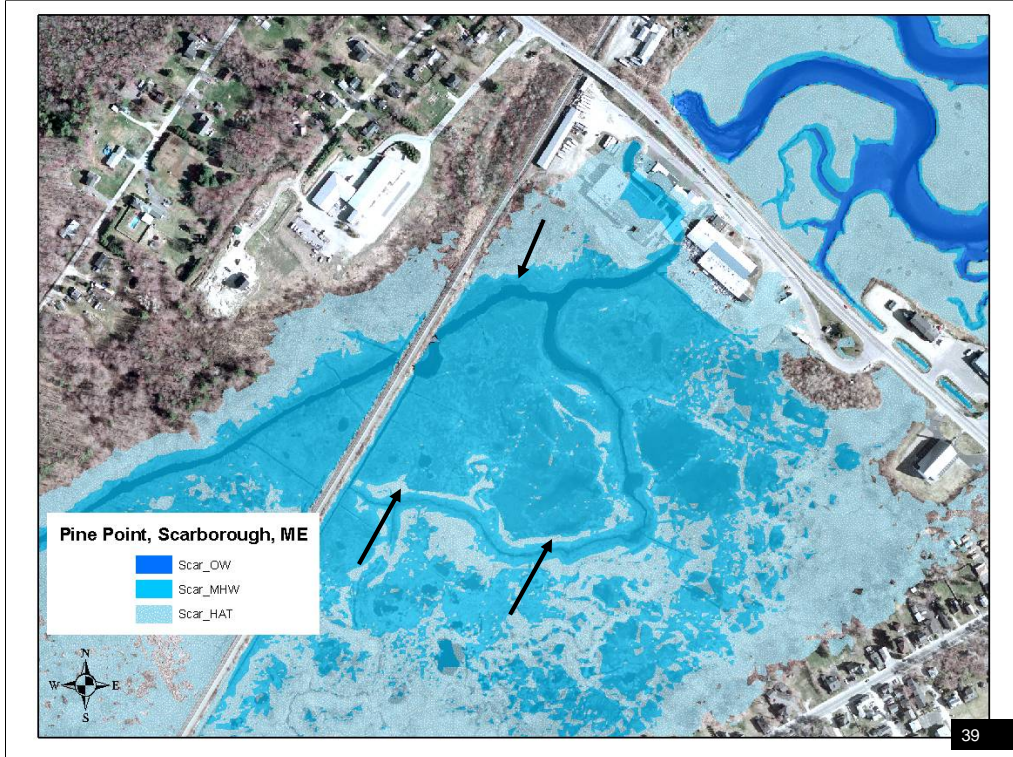 Pine Point, Scarborough, ME
Scar_OW
Scar_MHW
Scar_HAT
N
W E
S
39